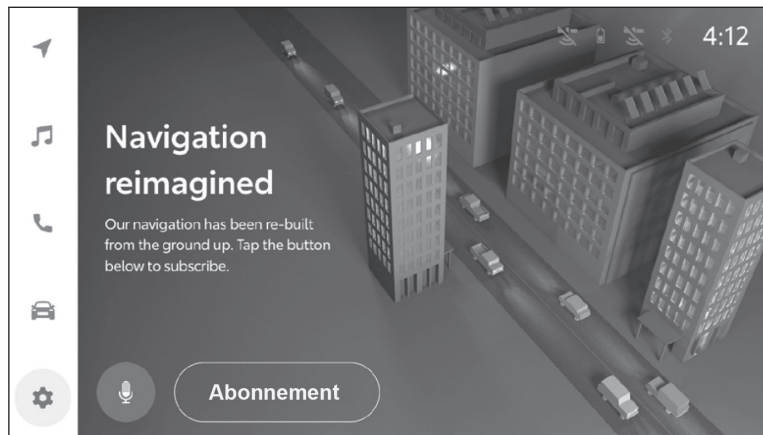 4:12
Navigation
reimagined
Our navigation has been re-built
from the ground up. Tap the button
below to subscribe.
Abonnement